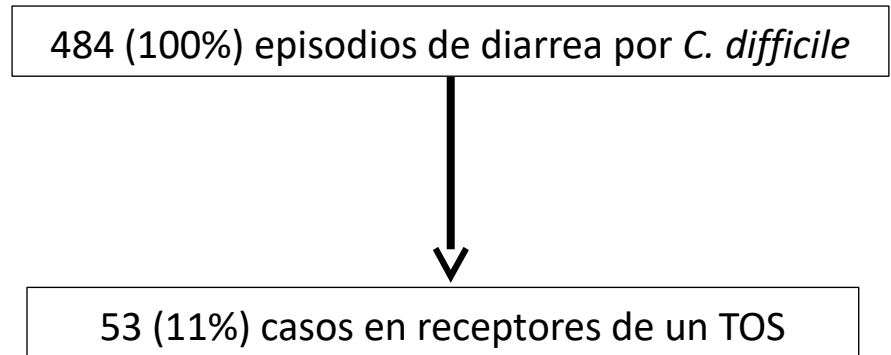 484 (100%) episodios de diarrea por C. difficile
53 (11%) casos en receptores de un TOS